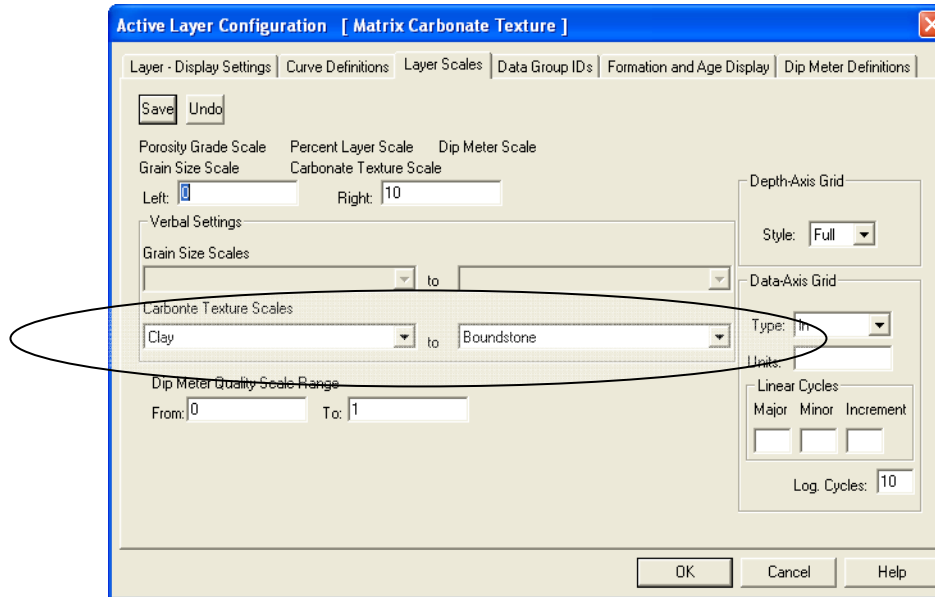 Active Layer Configuration [ Matrix Carbonate Texture ]
Layer - Display Settings Curve Definitions Layer Scales Data Group IDs Formation and Age Display Dip Meter Definitions
Save Undo
Porosity Grade Scale Percent Layer Scale Dip Meter Scale
Grain Size Scale Carbonate Texture Scale
Left: 0 Right: 10
Verbal Settings
Grain Size Scales
to
Carbonte Texture Scales
Clay to Boundstone
Dip Meter Quality Scale Range
From: 0 To: 1
Depth-Axis Grid
Style: Full
Data-Axis Grid
Type: ln
Units:
Linear Cycles
Major Minor Increment
Log. Cycles: 10
OK Cancel Help